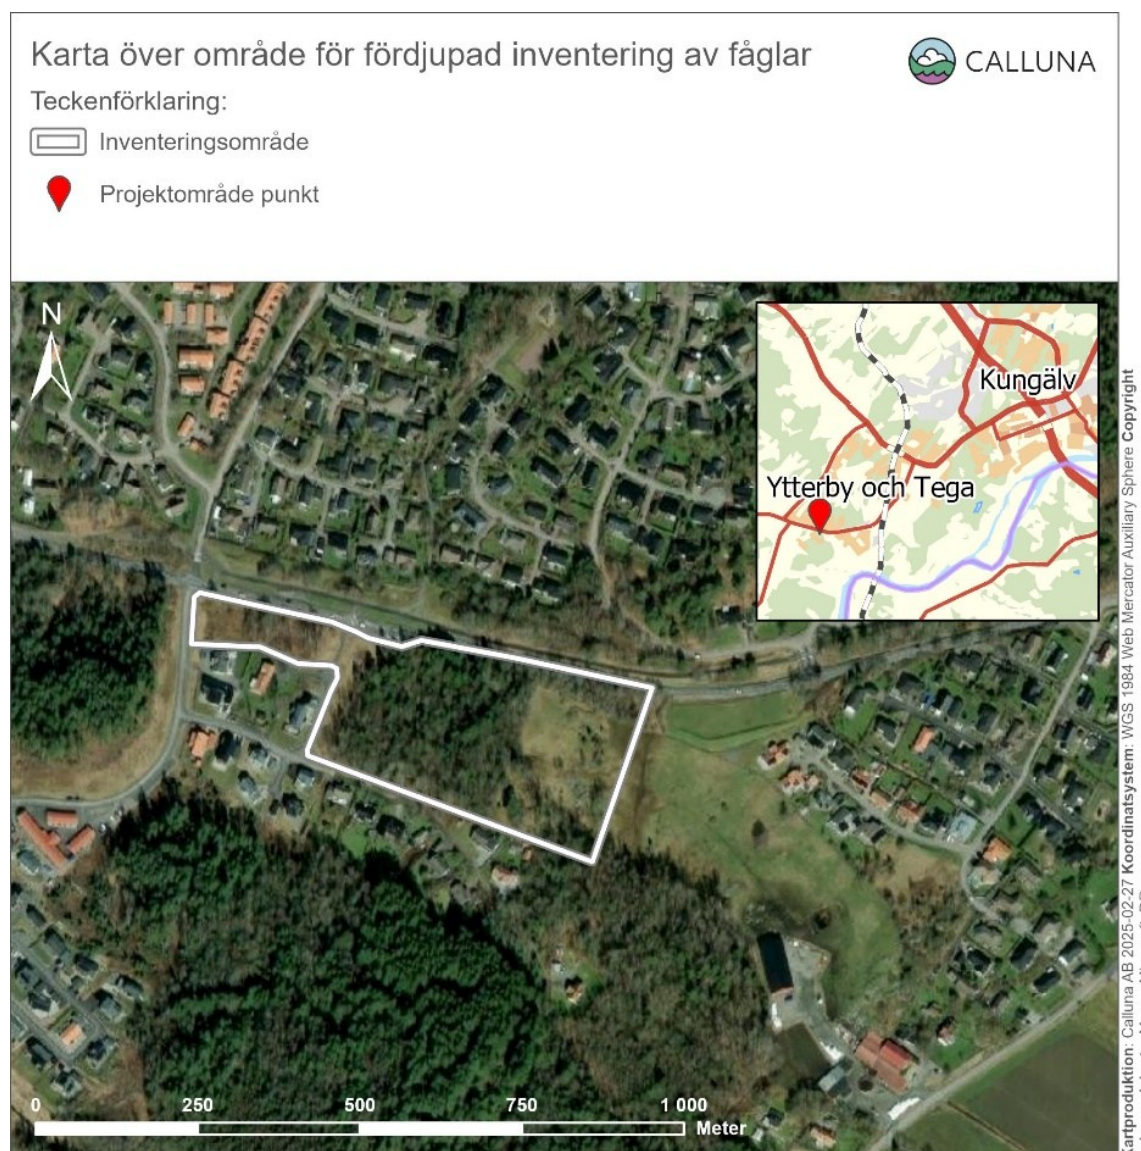 Karta över område för fördjupad inventering av fåglar
CALLUNA
Teckenförklaring:
Inventeringsområde
Projektområde punkt
N
Kungälv
Ytterby och Tega
0 250 500 750 1 000
Meter
Kartproduktion: Calluna AB 2025-02-27 Koordinatsystem: WGS 1984 Web Mercator Auxiliary Sphere Copyright